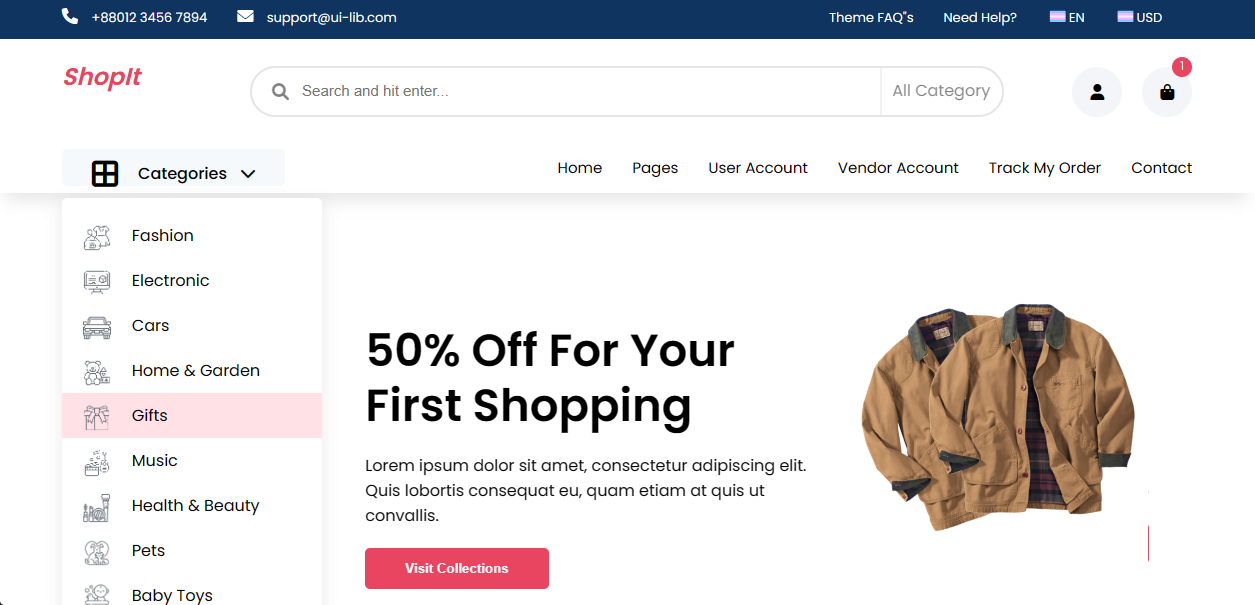 +88012 3456 7894
support@ui-lib.com
Theme FAQ"s
Need Help?
EN
USD
ShopIt
Search and hit enter...
All Category
1
Categories
Home
Pages
User Account
Vendor Account
Track My Order
Contact
Fashion
Electronic
Cars
Home & Garden
Gifts
Music
Health & Beauty
Pets
Baby Toys
50% Off For Your
First Shopping
Lorem ipsum dolor sit amet, consectetur adipiscing elit.
Quis lobortis consequat eu, quam etiam at quis ut
convallis.
Visit Collections